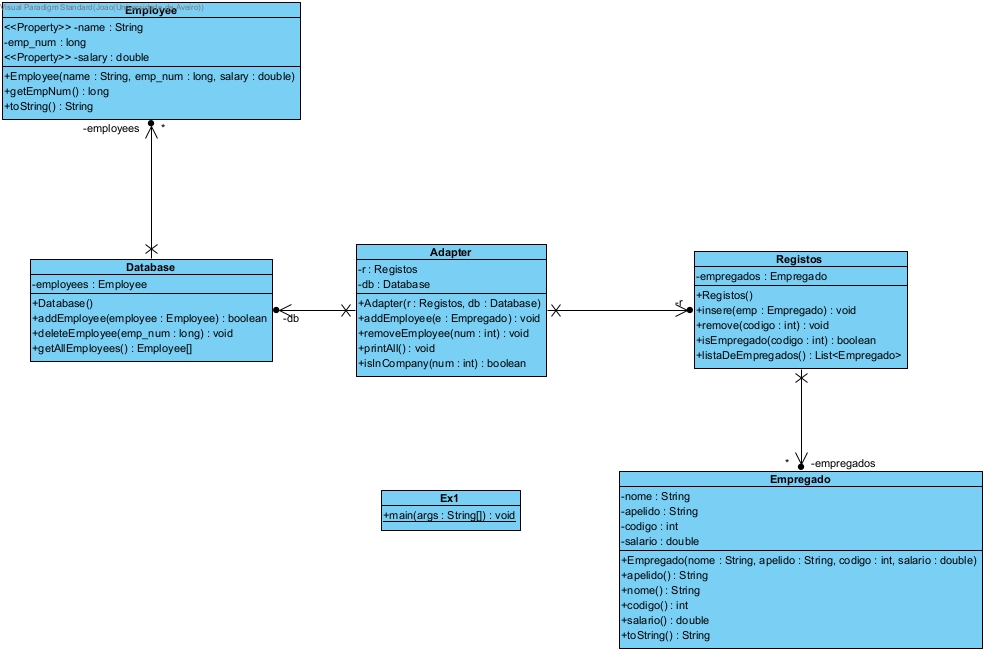 Visual Paradigm Standard(Joao(Universidade de Aveiro))
Employee
<<Property>> -name : String
-emp_num : long
<<Property>> -salary : double
+Employee(name : String, emp_num : long, salary : double)
+getEmpNum() : long
+toString() : String
-employees
*
Database
-employees : Employee
+Database()
+addEmployee(employee : Employee) : boolean
+deleteEmployee(emp_num : long) : void
+getAllEmployees() : Employee[]
-db
Adapter
-r : Registos
-db : Database
+Adapter(r : Registos, db : Database)
+addEmployee(e : Empregado) : void
+removeEmployee(num : int) : void
+printAll() : void
+isInCompany(num : int) : boolean
-r
Registos
-empregados : Empregado
+Registos()
+insere(emp : Empregado) : void
+remove(codigo : int) : void
+isEmpregado(codigo : int) : boolean
+listaDeEmpregados() : List<Empregado>
*
-empregados
Ex1
+main(args : String[]) : void
Empregado
-nome : String
-apelido : String
-codigo : int
-salario : double
+Empregado(nome : String, apelido : String, codigo : int, salario : double)
+apelido() : String
+nome() : String
+codigo() : int
+salario() : double
+toString() : String